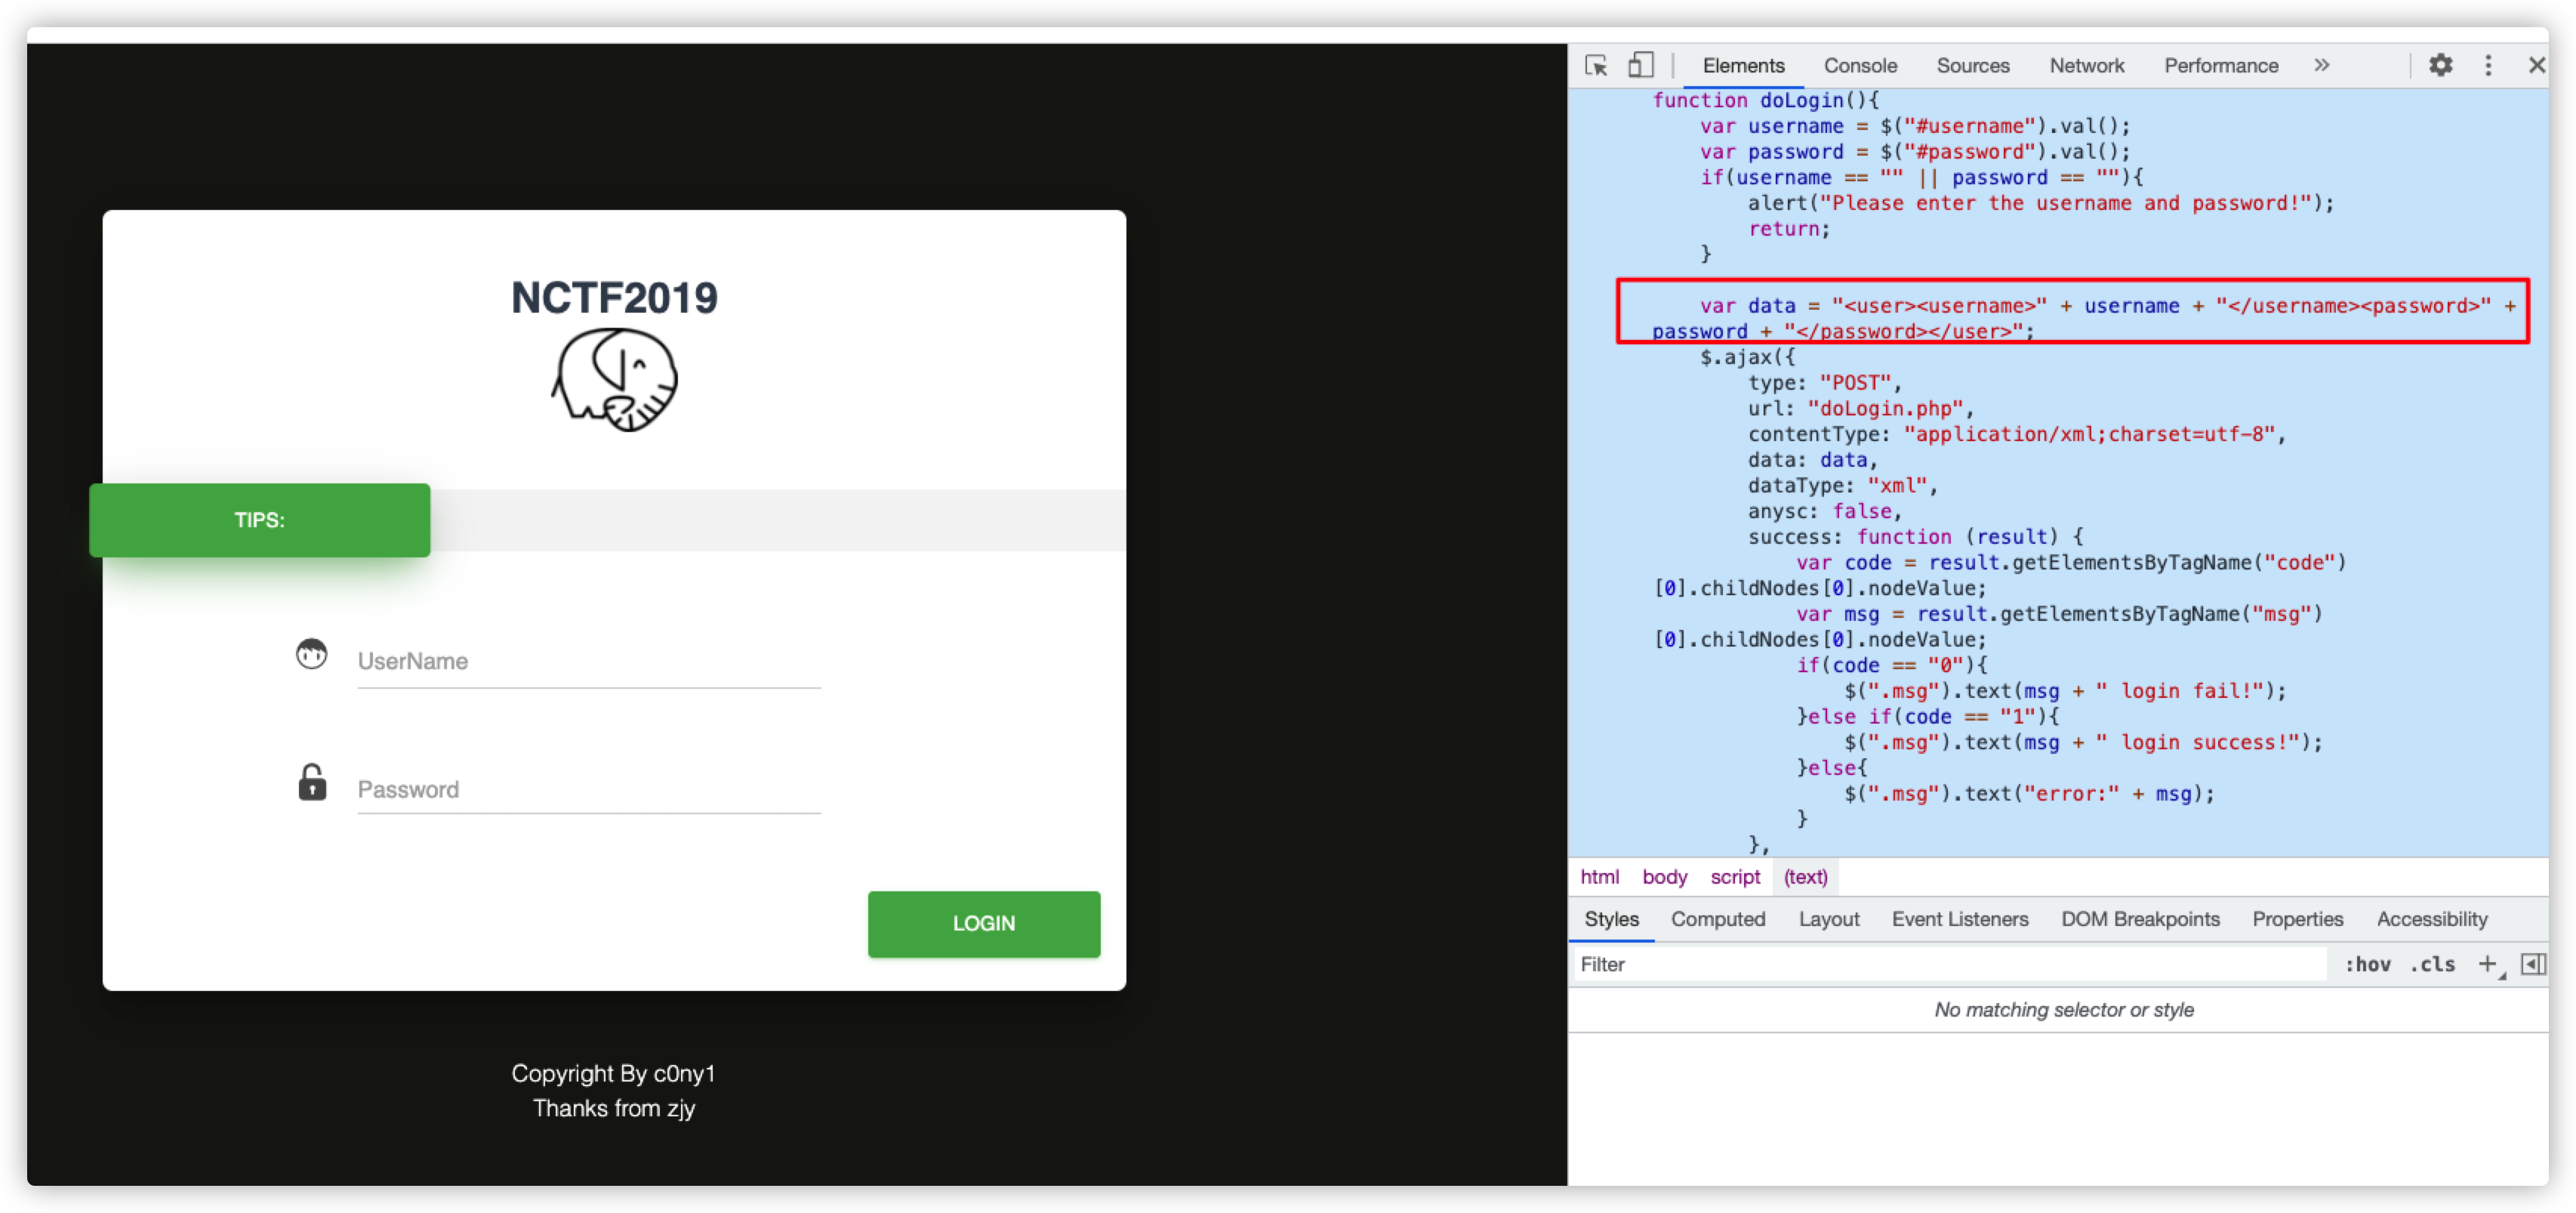 NCTF2019
TIPS:
UserName
Password
LOGIN
Copyright By c0ny1
Thanks from zjy
Elements Console Sources Network Performance »
function doLogin(){
var username = $("#username").val();
var password = $("#password").val();
if(username == "" || password == ""){
alert("Please enter the username and password!");
return;
}
var data = "<user><username>" + username + "</username><password>" +
password + "</password></user>";
$.ajax({
type: "POST",
url: "doLogin.php",
contentType: "application/xml;charset=utf-8",
data: data,
dataType: "xml",
anysc: false,
success: function (result) {
var code = result.getElementsByTagName("code")
[0].childNodes[0].nodeValue;
var msg = result.getElementsByTagName("msg")
[0].childNodes[0].nodeValue;
if(code == "0"){
$(".msg").text(msg + " login fail!");
}else if(code == "1"){
$(".msg").text(msg + " login success!");
}else{
$(".msg").text("error:" + msg);
}
},
html body script (text)
Styles Computed Layout Event Listeners DOM Breakpoints Properties Accessibility
Filter :hov .cls +
No matching selector or style